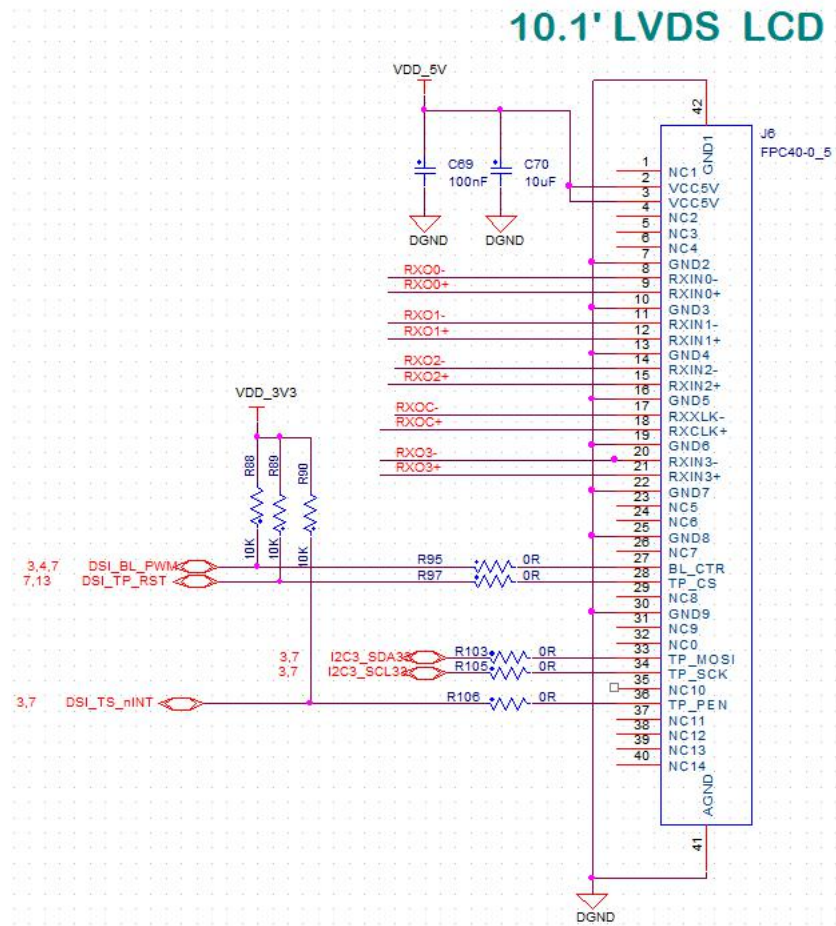 10.1' LVDS LCD
VDD_5V
42
GND1
J6
FPC40-0_5
C69
100nF
C70
10uF
DGND
DGND
1 NC1
2 VCC5V
3 VCC5V
4 NC2
5 NC3
6 NC4
7 GND2
RXO0- 8 RXIN0-
RXO0+ 9 RXIN0+
10 GND3
RXO1- 11 RXIN1-
RXO1+ 12 RXIN1+
13 GND4
RXO2- 14 RXIN2-
RXO2+ 15 RXIN2+
16 GND5
RXOC- 17 RXXLK-
RXOC+ 18 RXCLK+
19 GND6
RXO3- 20 RXIN3-
RXO3+ 21 RXIN3+
22 GND7
23 NC5
24 NC6
25 GND8
26 NC7
VDD_3V3
R88 R89 R90
10K 10K 10K
3,4,7 DSI_BL_PWM R95 0R 27 BL_CTR
7,13 DSI_TP_RST R97 0R 28 TP_CS
29 NC8
30 GND9
31 NC9
32 NC0
3,7 I2C3_SDA33 R103 0R 33 TP_MOSI
3,7 I2C3_SCL33 R105 0R 34 TP_SCK
35 NC10
3,7 DSI_TS_nINT R106 0R 36 TP_PEN
37 NC11
38 NC12
39 NC13
40 NC14
AGND
41
DGND